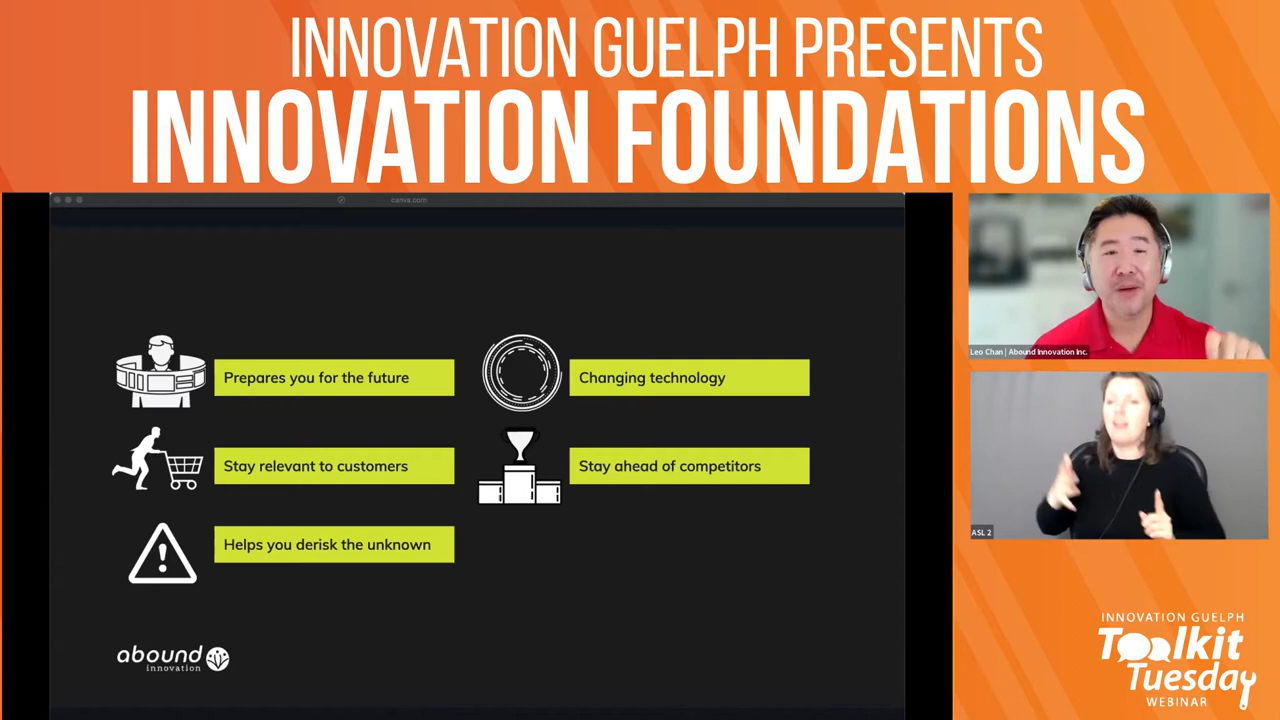 INNOVATION GUELPH PRESENTS
INNOVATION FOUNDATIONS
canva.com
Prepares you for the future
Changing technology
Stay relevant to customers
Stay ahead of competitors
Helps you derisk the unknown
abound
innovation
Leo Chan | Abound Innovation Inc.
ASL 2
INNOVATION GUELPH
Toolkit
Tuesday
WEBINAR